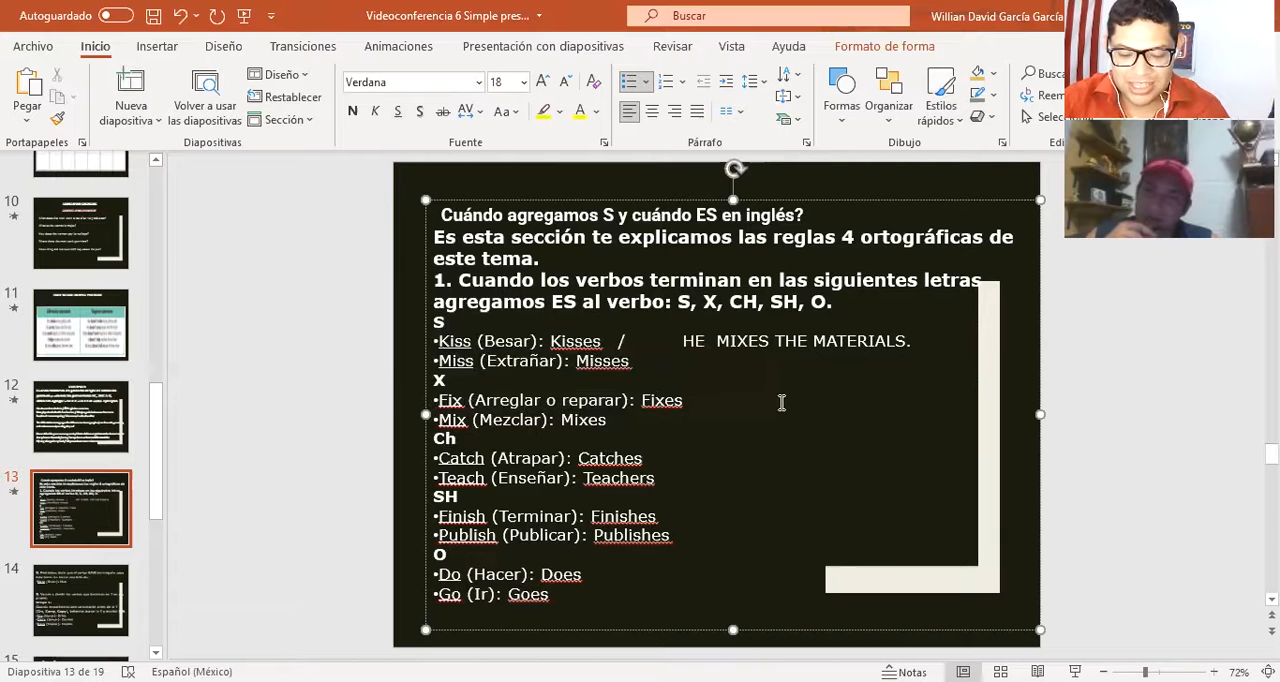 Autoguardado
Videoconferencia 6 Simple pres...
Buscar
Willian David García García
Archivo
Inicio
Insertar
Diseño
Transiciones
Animaciones
Presentación con diapositivas
Revisar
Vista
Ayuda
Formato de forma
Pegar
Nueva diapositiva
Volver a usar las diapositivas
Diseño
Restablecer
Sección
Verdana
18
N
K
S
S
ab
AV
Aa
A
Formas
Organizar
Estilos rápidos
Portapapeles
Diapositivas
Fuente
Párrafo
Dibujo
10
11
12
13
14
15
Cuándo agregamos S y cuándo ES en inglés?
Es este sección te explicamos las reglas 4 ortográficas de
este tema.
1. Cuando los verbos terminan en las siguientes letras
agregamos ES al verbo: S, X, CH, SH, O.
S
•Kiss (Besar): Kisses / HE MIXES THE MATERIALS.
•Miss (Extrañar): Misses
X
•Fix (Arreglar o reparar): Fixes
•Mix (Mezclar): Mixes
Ch
•Catch (Atrapar): Catches
•Teach (Enseñar): Teachers
SH
•Finish (Terminar): Finishes
•Publish (Publicar): Publishes
O
•Do (Hacer): Does
•Go (Ir): Goes
Diapositiva 13 de 19
Español (México)
Notas
72%